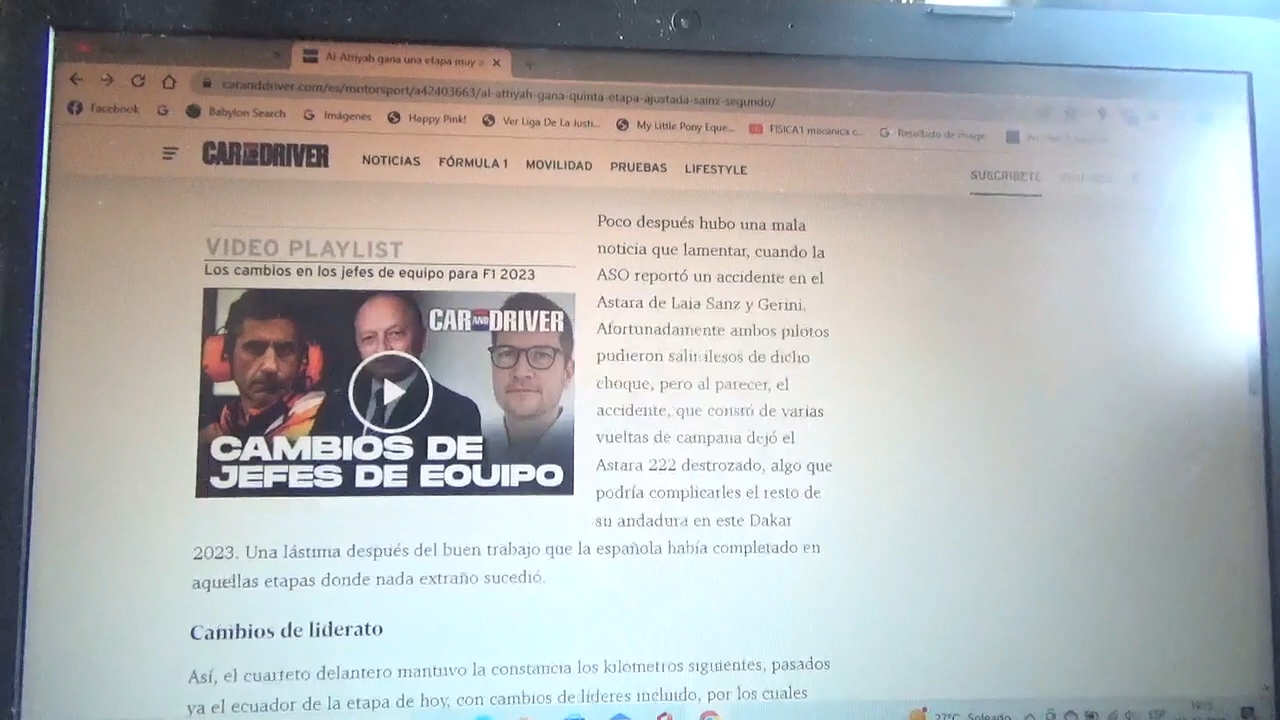 Al-Attiyah gana una etapa muy a
carandriver.com/es/motorsport/a42403663/al-attiyah-gana-quinta-etapa-ajustada-sainz-segundo/
Facebook G Babylon Search Imágenes Happy Pink! Ver Liga De La Justi... My Little Pony Eque... FISICA1 mecanica c... Resultado de image
CAR AND DRIVER NOTICIAS FÓRMULA 1 MOVILIDAD PRUEBAS LIFESTYLE SUSCRÍBETE
VIDEO PLAYLIST
Los cambios en los jefes de equipo para F1 2023
CAR AND DRIVER
CAMBIOS DE
JEFES DE EQUIPO
Poco después hubo una mala
noticia que lamentar, cuando la
ASO reportó un accidente en el
Astara de Laia Sanz y Gerini.
Afortunadamente ambos pilotos
pudieron salir ilesos de dicho
choque, pero al parecer, el
accidente, que constó de varias
vueltas de campana dejó el
Astara 222 destrozado, algo que
podría complicarles el resto de
su andadura en este Dakar
2023. Una lástima después del buen trabajo que la española había completado en
aquellas etapas donde nada extraño sucedió.
Cambios de liderato
Así, el cuarteto delantero mantuvo la constancia los kilómetros siguientes, pasados
ya el ecuador de la etapa de hoy, con cambios de líderes incluido, por los cuales
27°C Soleado